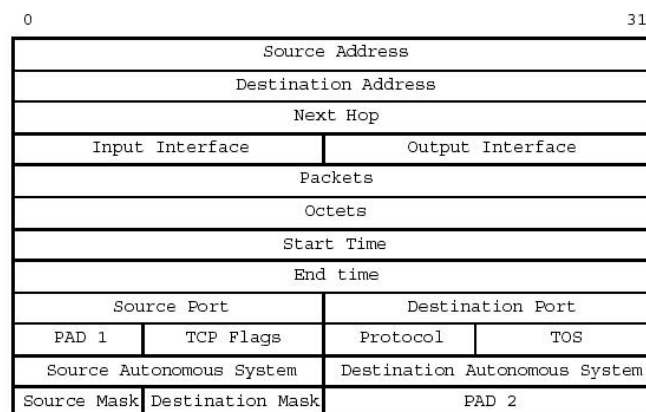 0 31
Source Address
Destination Address
Next Hop
Input Interface Output Interface
Packets
Octets
Start Time
End time
Source Port Destination Port
PAD 1 TCP Flags Protocol TOS
Source Autonomous System Destination Autonomous System
Source Mask Destination Mask PAD 2